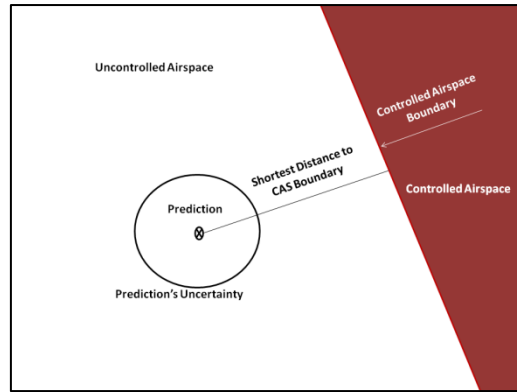 Uncontrolled Airspace
Controlled Airspace
Boundary
Shortest Distance to
CAS Boundary
Controlled Airspace
Prediction
Prediction's Uncertainty